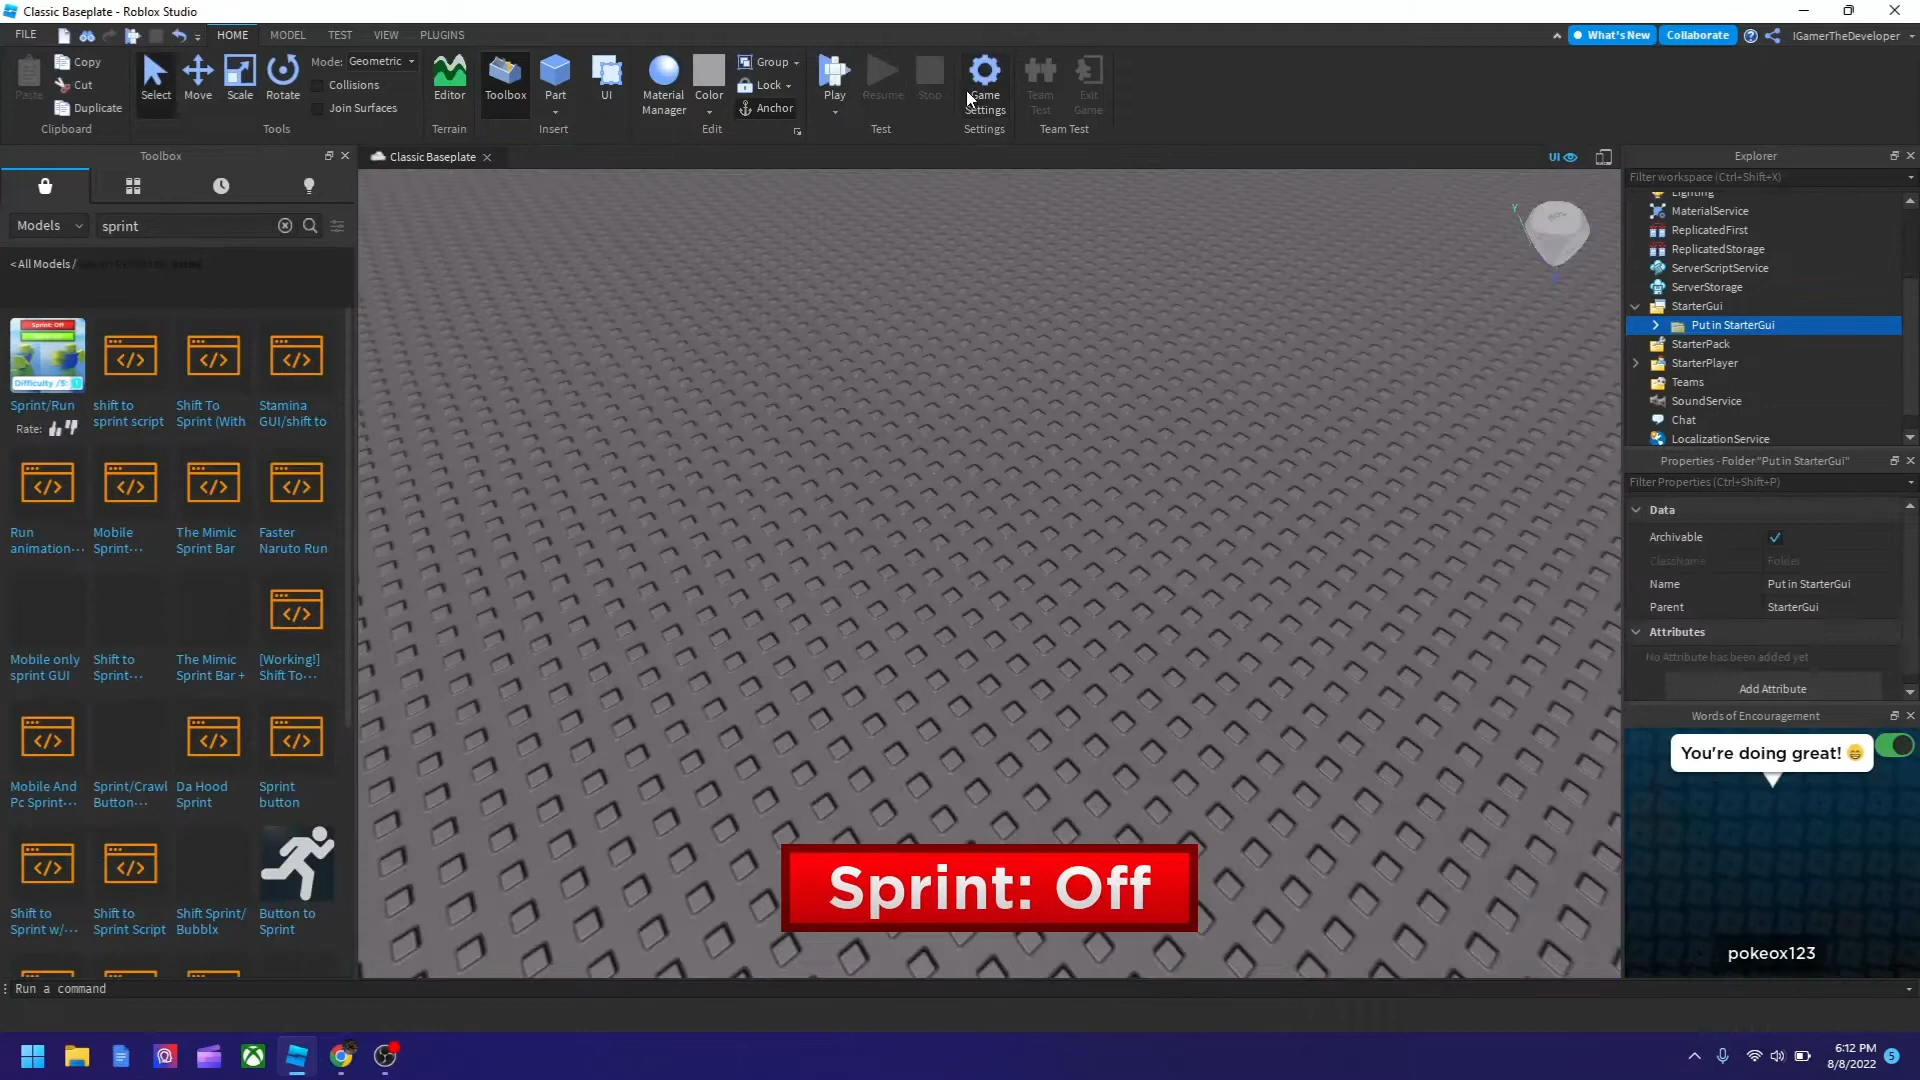 Classic Baseplate - Roblox Studio
FILE
HOME
MODEL
TEST
VIEW
PLUGINS
What's New
Collaborate
IGamerTheDeveloper
Paste
Copy
Cut
Duplicate
Clipboard
Select
Move
Scale
Rotate
Mode: Geometric
Collisions
Join Surfaces
Tools
Editor
Terrain
Toolbox
Part
UI
Insert
Material
Manager
Color
Group
Lock
Anchor
Edit
Play
Resume
Stop
Test
Game
Settings
Settings
Team
Test
Exit
Game
Team Test
Toolbox
Models
sprint
< All Models /
Sprint: Off
Difficulty /5:
Sprint/Run
Rate:
shift to
sprint script
Shift To
Sprint (With
Stamina
GUI/shift to
Run
animation···
Mobile
Sprint···
The Mimic
Sprint Bar
Faster
Naruto Run
Mobile only
sprint GUI
Shift to
Sprint···
The Mimic
Sprint Bar +
[Working!]
Shift To···
Mobile And
Pc Sprint···
Sprint/Crawl
Button···
Da Hood
Sprint
Sprint
button
Shift to
Sprint w/···
Shift to
Sprint Script
Shift Sprint/
Bubblx
Button to
Sprint
Classic Baseplate
UI
Y
Sprint: Off
Explorer
Filter workspace (Ctrl+Shift+X)
Lighting
MaterialService
ReplicatedFirst
ReplicatedStorage
ServerScriptService
ServerStorage
StarterGui
Put in StarterGui
StarterPack
StarterPlayer
Teams
SoundService
Chat
LocalizationService
Properties - Folder "Put in StarterGui"
Filter Properties (Ctrl+Shift+P)
Data
Archivable
ClassName Folder
Name Put in StarterGui
Parent StarterGui
Attributes
No Attribute has been added yet
Add Attribute
Words of Encouragement
You're doing great! 😄
pokeox123
Run a command
6:12 PM
8/8/2022
5